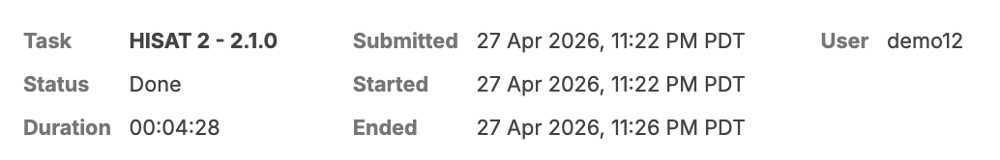 Task HISAT 2 - 2.1.0 Submitted 27 Apr 2026, 11:22 PM PDT User demo12
Status Done Started 27 Apr 2026, 11:22 PM PDT
Duration 00:04:28 Ended 27 Apr 2026, 11:26 PM PDT